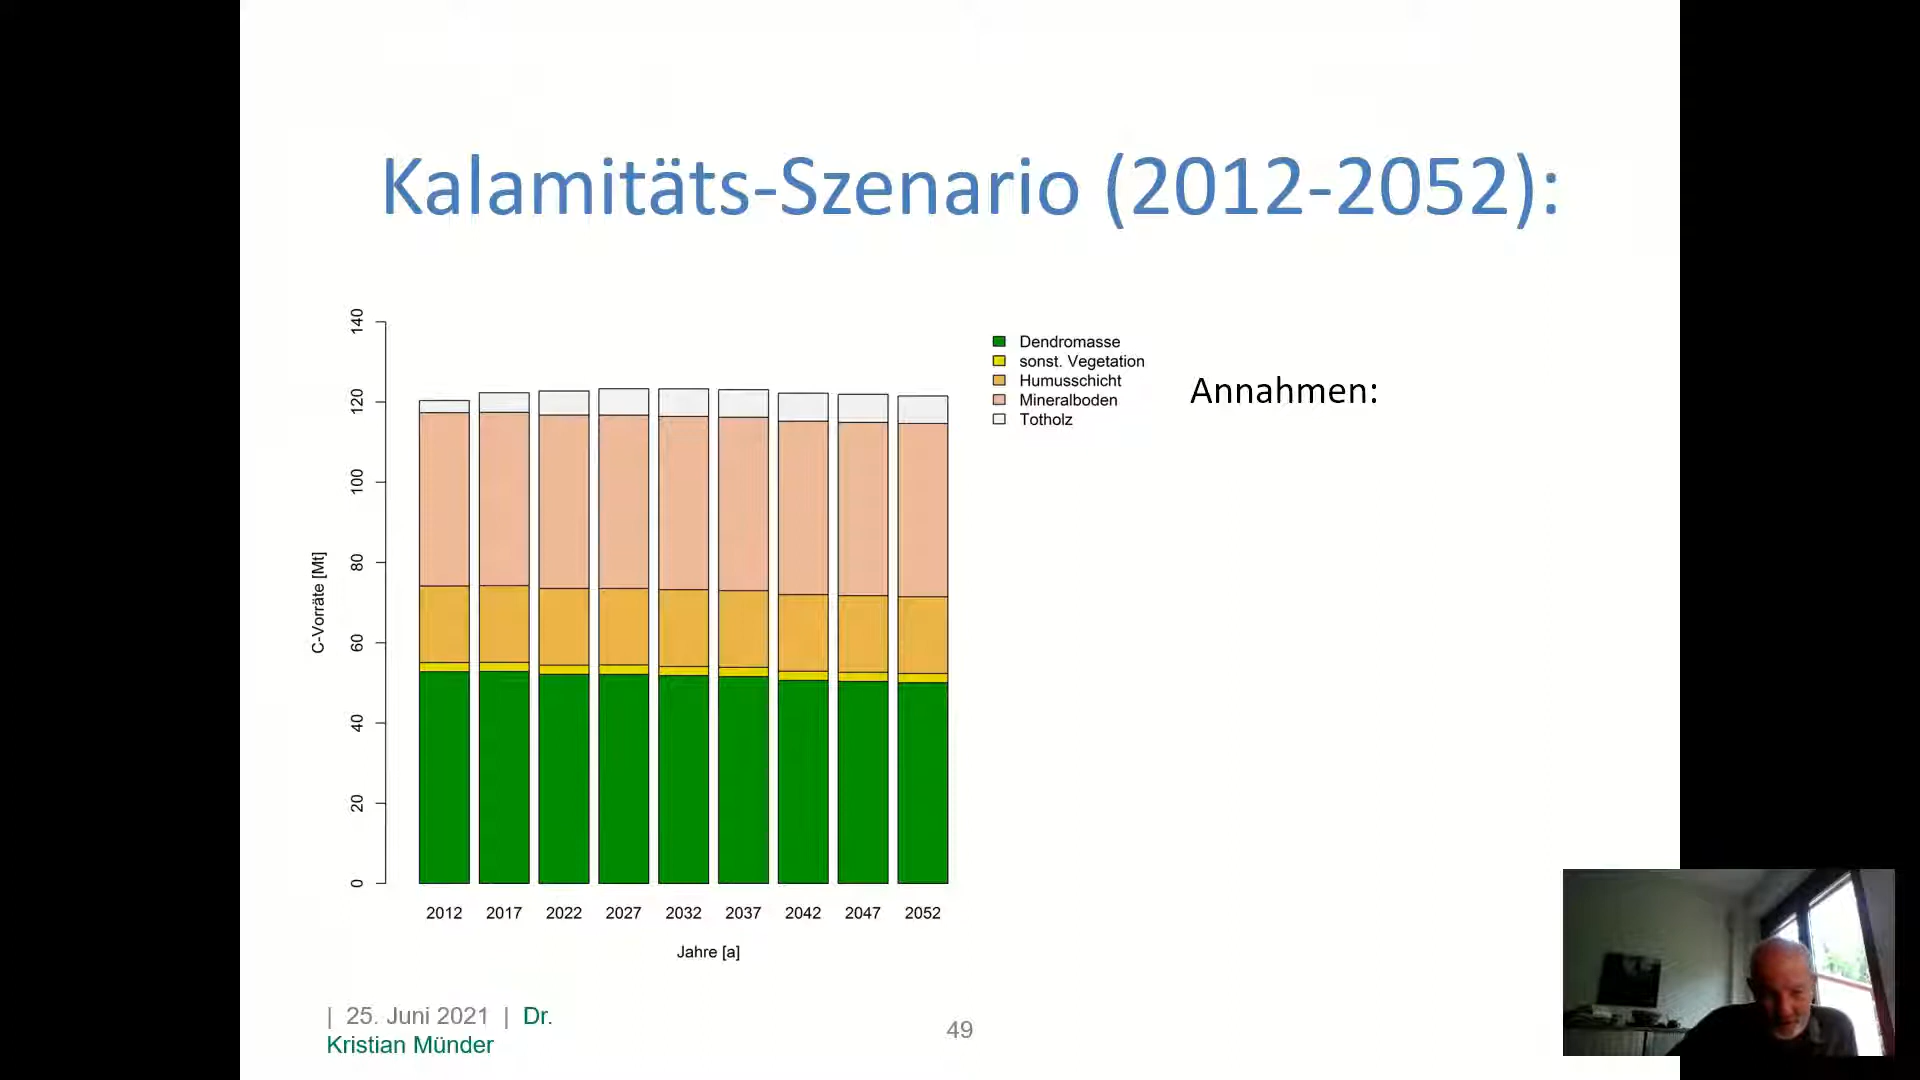 Kalamitäts-Szenario (2012-2052):
140
120
100
80
60
40
20
0
C-Vorräte [Mt]
2012 2017 2022 2027 2032 2037 2042 2047 2052
Jahre [a]
Dendromasse
sonst. Vegetation
Humusschicht
Mineralboden
Totholz
Annahmen:
| 25. Juni 2021 | Dr.
Kristian Münder
49